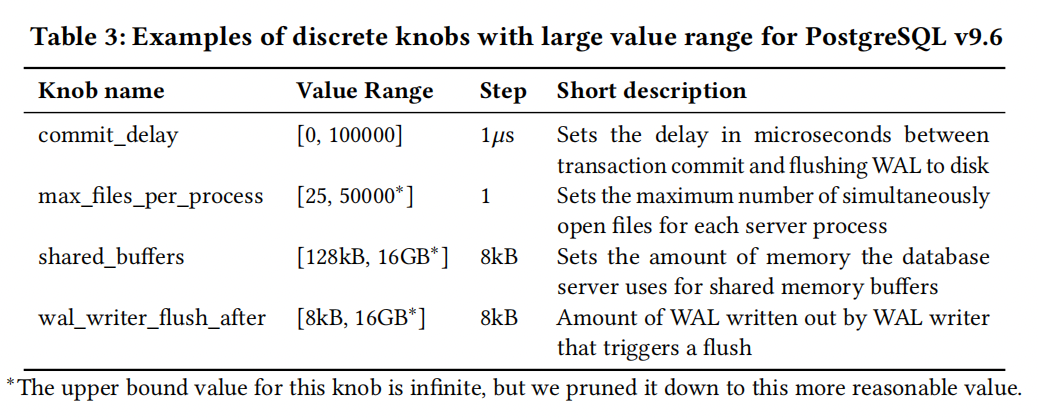 Table 3: Examples of discrete knobs with large value range for PostgreSQL v9.6
Knob name Value Range Step Short description
commit_delay [0, 100000] 1μs Sets the delay in microseconds between
transaction commit and flushing WAL to disk
max_files_per_process [25, 50000*] 1 Sets the maximum number of simultaneously
open files for each server process
shared_buffers [128kB, 16GB*] 8kB Sets the amount of memory the database
server uses for shared memory buffers
wal_writer_flush_after [8kB, 16GB*] 8kB Amount of WAL written out by WAL writer
that triggers a flush
*The upper bound value for this knob is infinite, but we pruned it down to this more reasonable value.